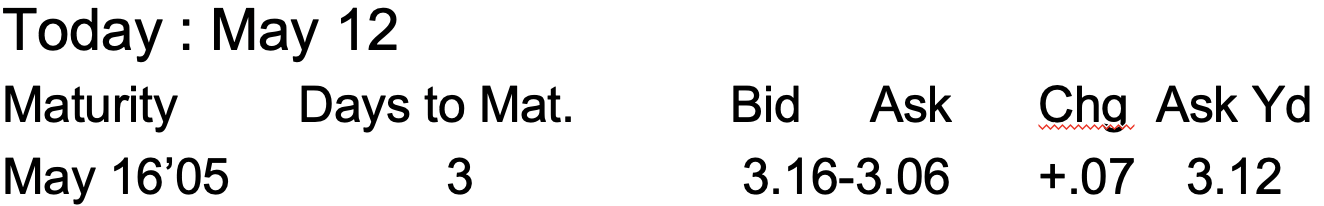 Today : May 12
Maturity Days to Mat. Bid Ask Chg Ask Yd
May 16’05 3 3.16-3.06 +.07 3.12